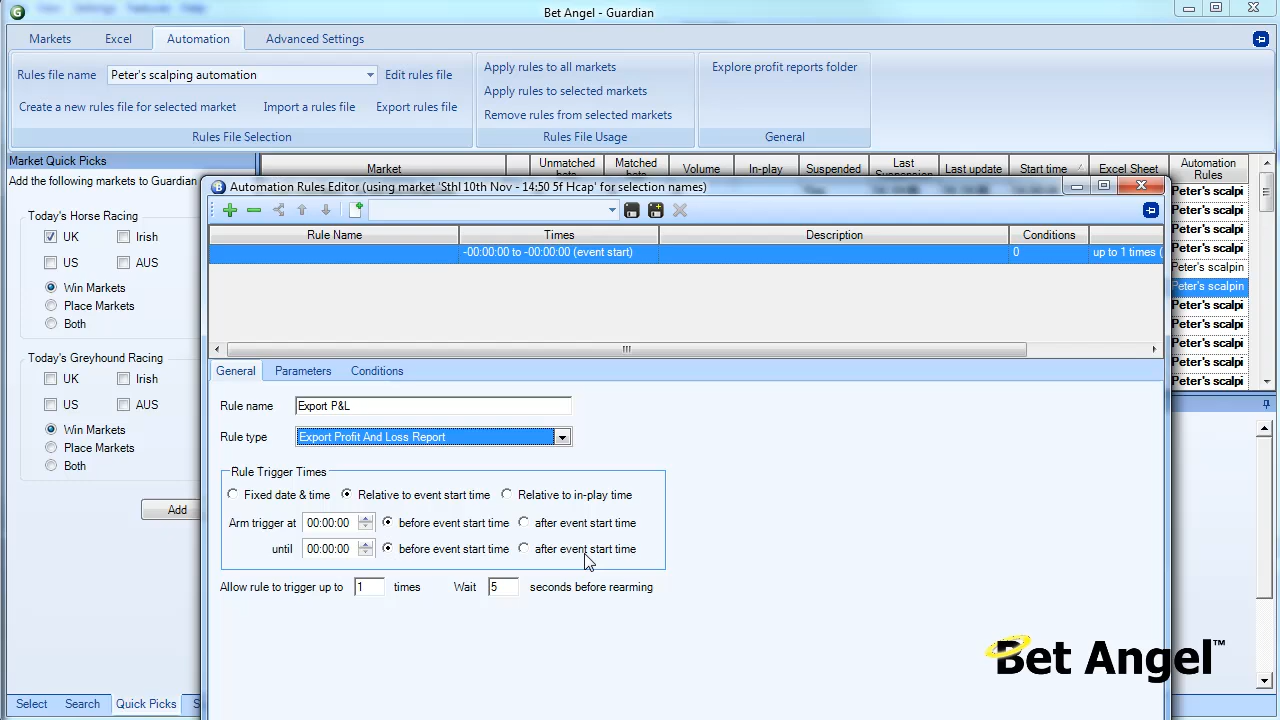 Bet Angel - Guardian
Markets Excel Automation Advanced Settings
Rules file name Peter's scalping automation Edit rules file
Create a new rules file for selected market Import a rules file Export rules file
Rules File Selection
Apply rules to all markets
Apply rules to selected markets
Remove rules from selected markets
Rules File Usage
Explore profit reports folder
General
Market Quick Picks
Add the following markets to Guardian
Today's Horse Racing
UK Irish
US AUS
Win Markets
Place Markets
Both
Today's Greyhound Racing
UK Irish
US AUS
Win Markets
Place Markets
Both
Add
Select Search Quick Picks
Market Unmatched Matched Volume In-play Suspended Last Last update Start time Excel Sheet Automation Rules
Peter's scalpi
Peter's scalpi
Peter's scalpi
Peter's scalpi
Peter's scalpin
Peter's scalpin
Peter's scalpi
Peter's scalpi
Peter's scalpi
Peter's scalpi
Peter's scalpi
Automation Rules Editor (using market 'Sthl 10th Nov - 14:50 5f Hcap' for selection names)
Rule Name Times Description Conditions
-00:00:00 to -00:00:00 (event start) 0 up to 1 times (
General Parameters Conditions
Rule name Export P&L
Rule type Export Profit And Loss Report
Rule Trigger Times
Fixed date & time Relative to event start time Relative to in-play time
Arm trigger at 00:00:00 before event start time after event start time
until 00:00:00 before event start time after event start time
Allow rule to trigger up to 1 times Wait 5 seconds before rearming
Bet Angel™